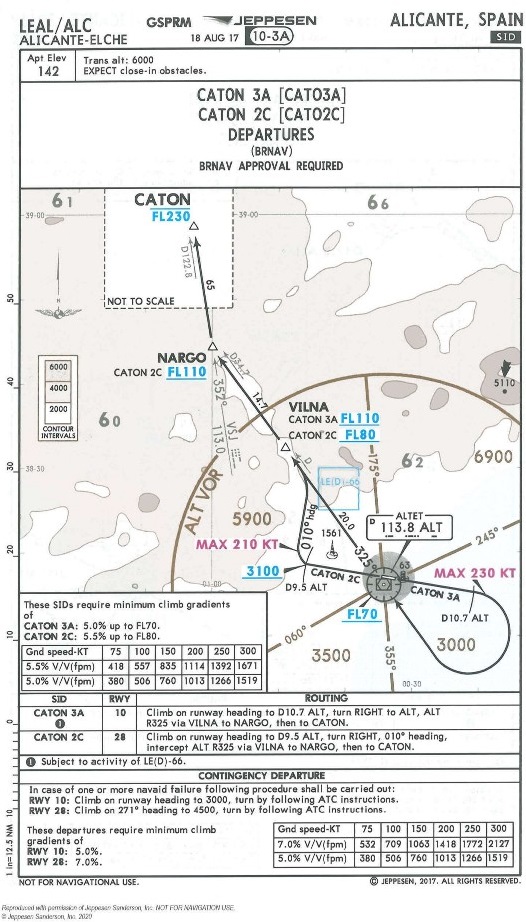 LEAL/ALC
ALICANTE-ELCHE
GSPRM
JEPPESEN
18 AUG 17
10-3A
ALICANTE, SPAIN
SID
Apt Elev
142
Trans alt: 6000
EXPECT close-in obstacles.
CATON 3A [CATO3A]
CATON 2C [CATO2C]
DEPARTURES
(BRNAV)
BRNAV APPROVAL REQUIRED
61
39-00
CATON
FL230
39-00
66
D122.8
65
NOT TO SCALE
50
NARGO
CATON 2C FL110
D34.7
352°
VSJ
113.0
14.7
6000
4000
2000
CONTOUR
INTERVALS
40
5110
60
VILNA
CATON 3A FL110
CATON 2C FL80
175°
62
6900
38-30
30
D
LE(D)-66
ALT VOR
5900
010° hdg
20.0
325°
ALTET
D 113.8 ALT
245°
MAX 210 KT
1561
20
3100
CATON 2C
D9.5 ALT
63
MAX 230 KT
CATON 3A
D10.7 ALT
01-00
FL70
060°
3500
355°
3000
00-30
10
These SIDs require minimum climb gradients
of
CATON 3A: 5.0% up to FL70.
CATON 2C: 5.5% up to FL80.
Gnd speed-KT 75 100 150 200 250 300
5.5% V/V(fpm) 418 557 835 1114 1392 1671
5.0% V/V(fpm) 380 506 760 1013 1266 1519
SID RWY ROUTING
CATON 3A 10 Climb on runway heading to D10.7 ALT, turn RIGHT to ALT, ALT
1 R325 via VILNA to NARGO, then to CATON.
CATON 2C 28 Climb on runway heading to D9.5 ALT, turn RIGHT, 010° heading,
intercept ALT R325 via VILNA to NARGO, then to CATON.
0
1 Subject to activity of LE(D)-66.
CONTINGENCY DEPARTURE
In case of one or more navaid failure following procedure shall be carried out:
RWY 10: Climb on runway heading to 3000, turn by following ATC instructions.
RWY 28: Climb on 271° heading to 4500, turn by following ATC instructions.
10
These departures require minimum climb
gradients of
RWY 10: 5.0%.
RWY 28: 7.0%.
Gnd speed-KT 75 100 150 200 250 300
7.0% V/V(fpm) 532 709 1063 1418 1772 2127
5.0% V/V(fpm) 380 506 760 1013 1266 1519
1 in=12.5 NM
NOT FOR NAVIGATIONAL USE.
© JEPPESEN, 2017. ALL RIGHTS RESERVED.
Reproduced with permission of Jeppesen Sanderson, Inc. NOT FOR NAVIGATION USE.
© Jeppesen Sanderson, Inc. 2020